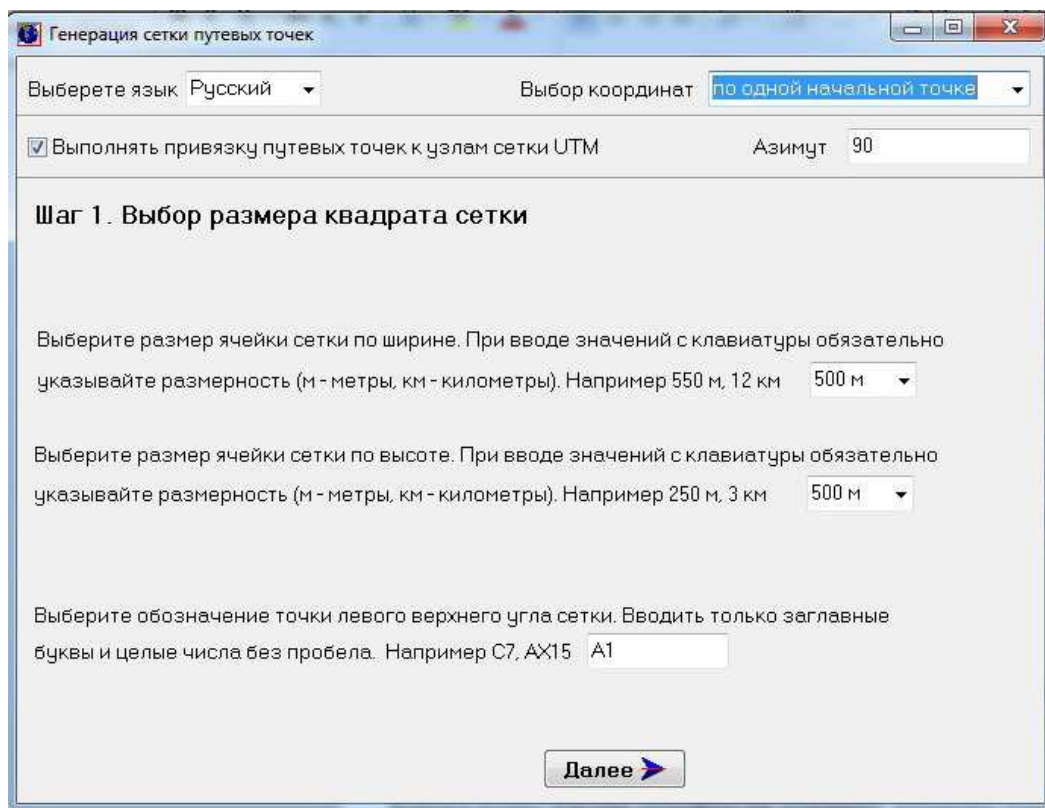 Генерация сетки путевых точек
Выберете язык Русский Выбор координат по одной начальной точке
Выполнять привязку путевых точек к узлам сетки UTM Азимут 90
Шаг 1. Выбор размера квадрата сетки
Выберите размер ячейки сетки по ширине. При вводе значений с клавиатуры обязательно
указывайте размерность (м - метры, км - километры). Например 550 м, 12 км 500 м
Выберите размер ячейки сетки по высоте. При вводе значений с клавиатуры обязательно
указывайте размерность (м - метры, км - километры). Например 250 м, 3 км 500 м
Выберите обозначение точки левого верхнего угла сетки. Вводить только заглавные
буквы и целые числа без пробела. Например C7, AX15 A1
Далее